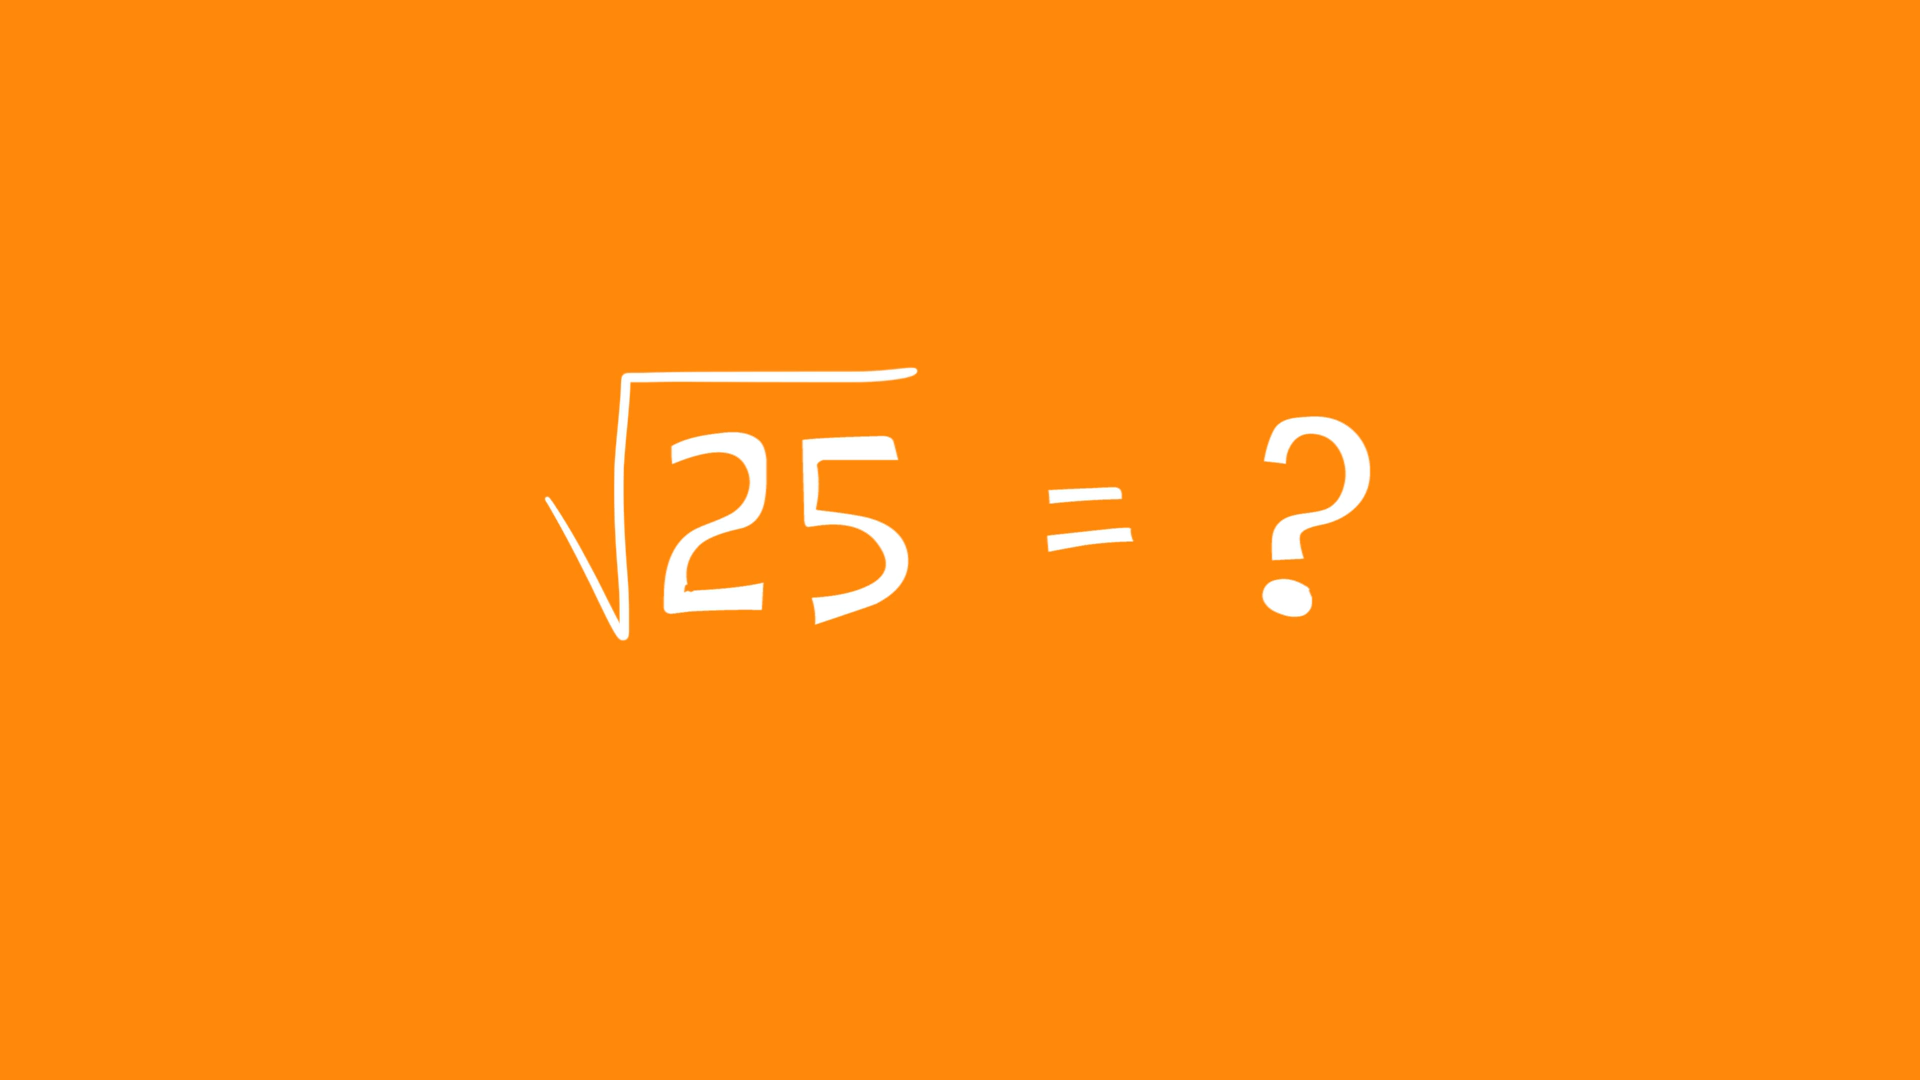 √25 = ?